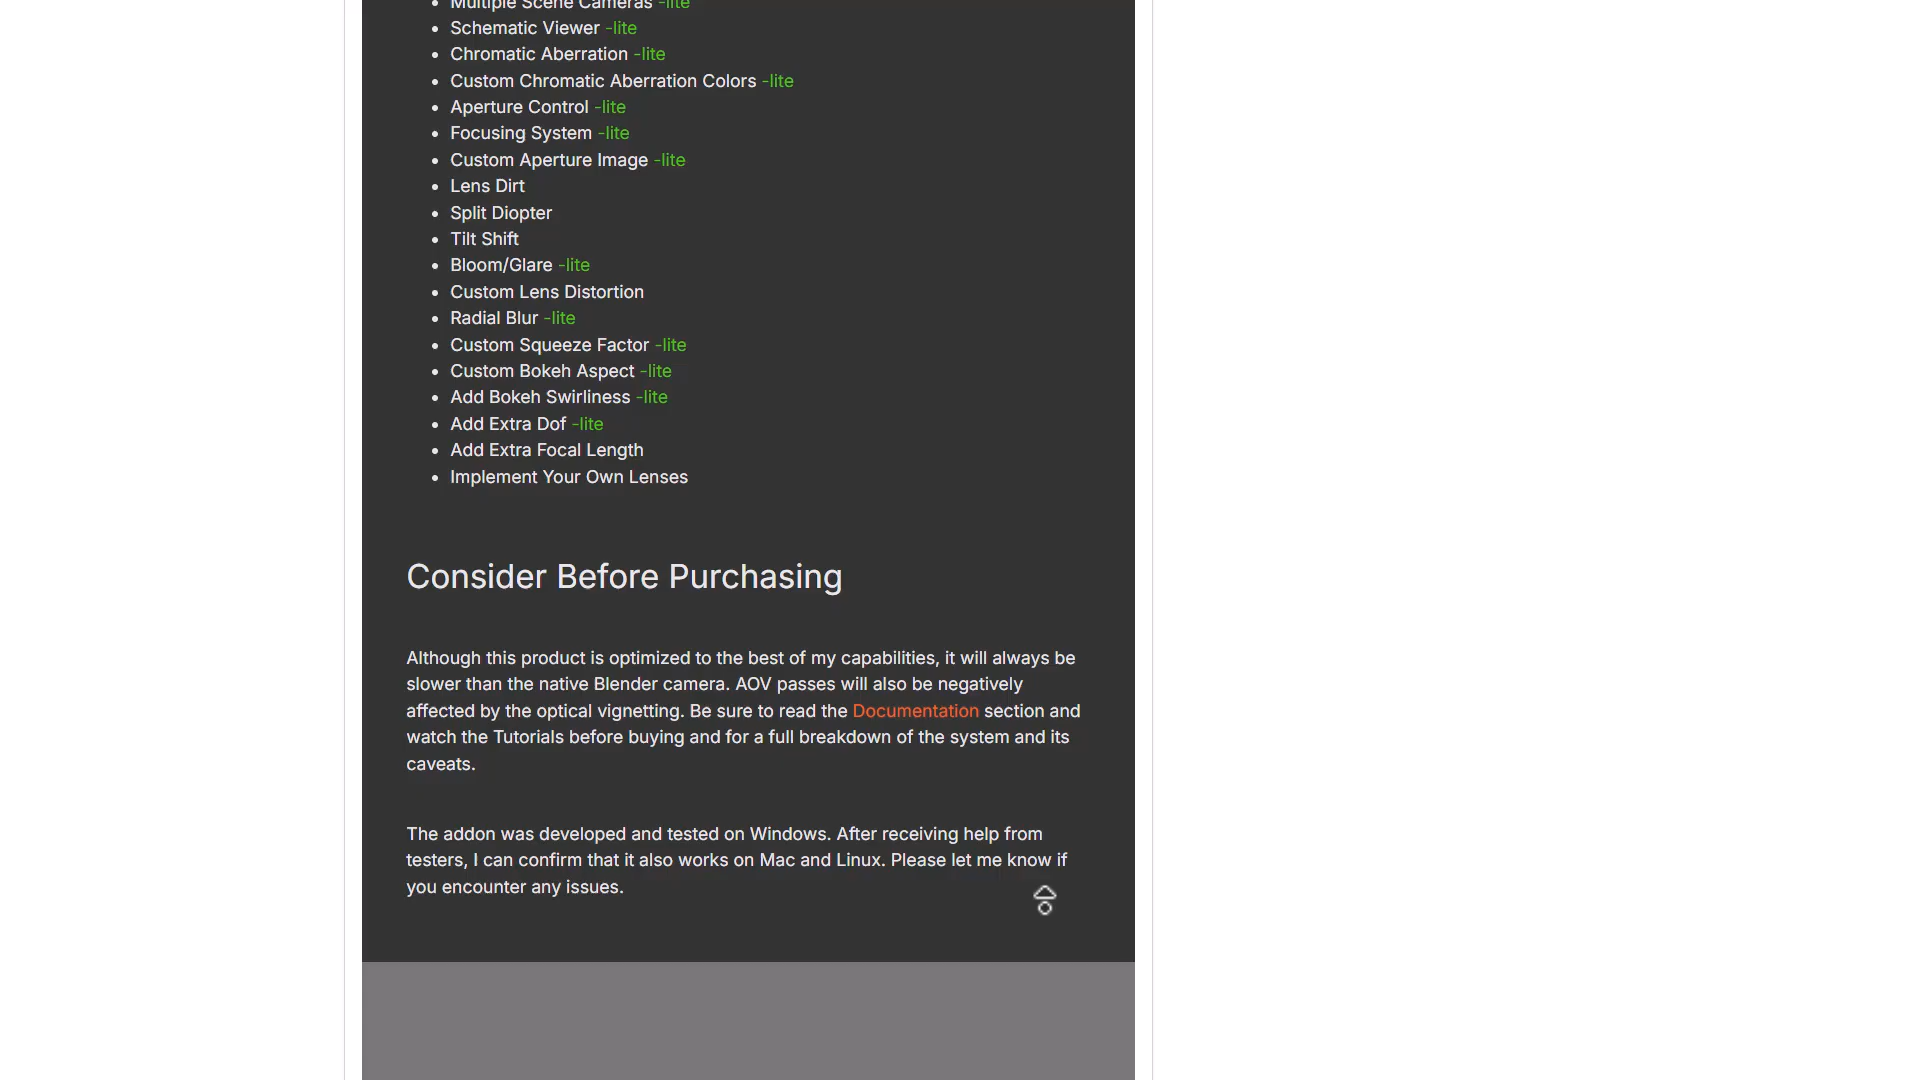 Multiple Scene Cameras -lite
Schematic Viewer -lite
Chromatic Aberration -lite
Custom Chromatic Aberration Colors -lite
Aperture Control -lite
Focusing System -lite
Custom Aperture Image -lite
Lens Dirt
Split Diopter
Tilt Shift
Bloom/Glare -lite
Custom Lens Distortion
Radial Blur -lite
Custom Squeeze Factor -lite
Custom Bokeh Aspect -lite
Add Bokeh Swirliness -lite
Add Extra Dof -lite
Add Extra Focal Length
Implement Your Own Lenses
Consider Before Purchasing
Although this product is optimized to the best of my capabilities, it will always be
slower than the native Blender camera. AOV passes will also be negatively
affected by the optical vignetting. Be sure to read the Documentation section and
watch the Tutorials before buying and for a full breakdown of the system and its
caveats.
The addon was developed and tested on Windows. After receiving help from
testers, I can confirm that it also works on Mac and Linux. Please let me know if
you encounter any issues.